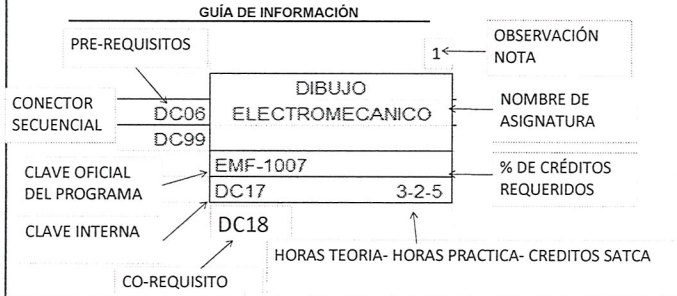 GUÍA DE INFORMACIÓN
PRE-REQUISITOS
1
OBSERVACIÓN
NOTA
CONECTOR
SECUENCIAL
DC06
DC99
DIBUJO
ELECTROMECANICO
NOMBRE DE
ASIGNATURA
CLAVE OFICIAL
DEL PROGRAMA
EMF-1007
% DE CRÉDITOS
REQUERIDOS
DC17 3-2-5
CLAVE INTERNA
DC18
HORAS TEORIA- HORAS PRACTICA- CREDITOS SATCA
CO-REQUISITO